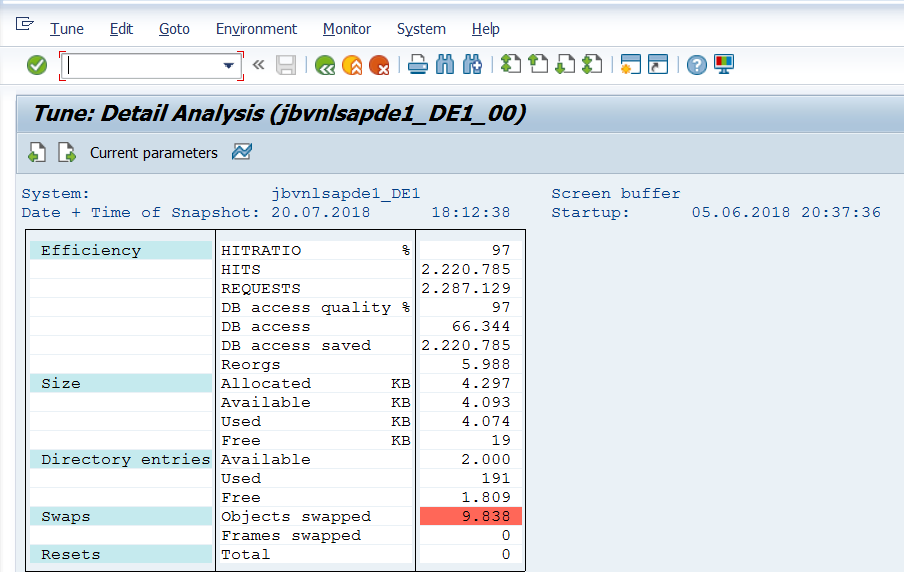 Tune Edit Goto Environment Monitor System Help
Tune: Detail Analysis (jbvnlsapde1_DE1_00)
Current parameters
System: jbvnlsapde1_DE1 Screen buffer
Date + Time of Snapshot: 20.07.2018 18:12:38 Startup: 05.06.2018 20:37:36
Efficiency HITRATIO % 97
HITS 2.220.785
REQUESTS 2.287.129
DB access quality % 97
DB access 66.344
DB access saved 2.220.785
Reorgs 5.988
Size Allocated KB 4.297
Available KB 4.093
Used KB 4.074
Free KB 19
Directory entries Available 2.000
Used 191
Free 1.809
Swaps Objects swapped 9.838
Frames swapped 0
Resets Total 0